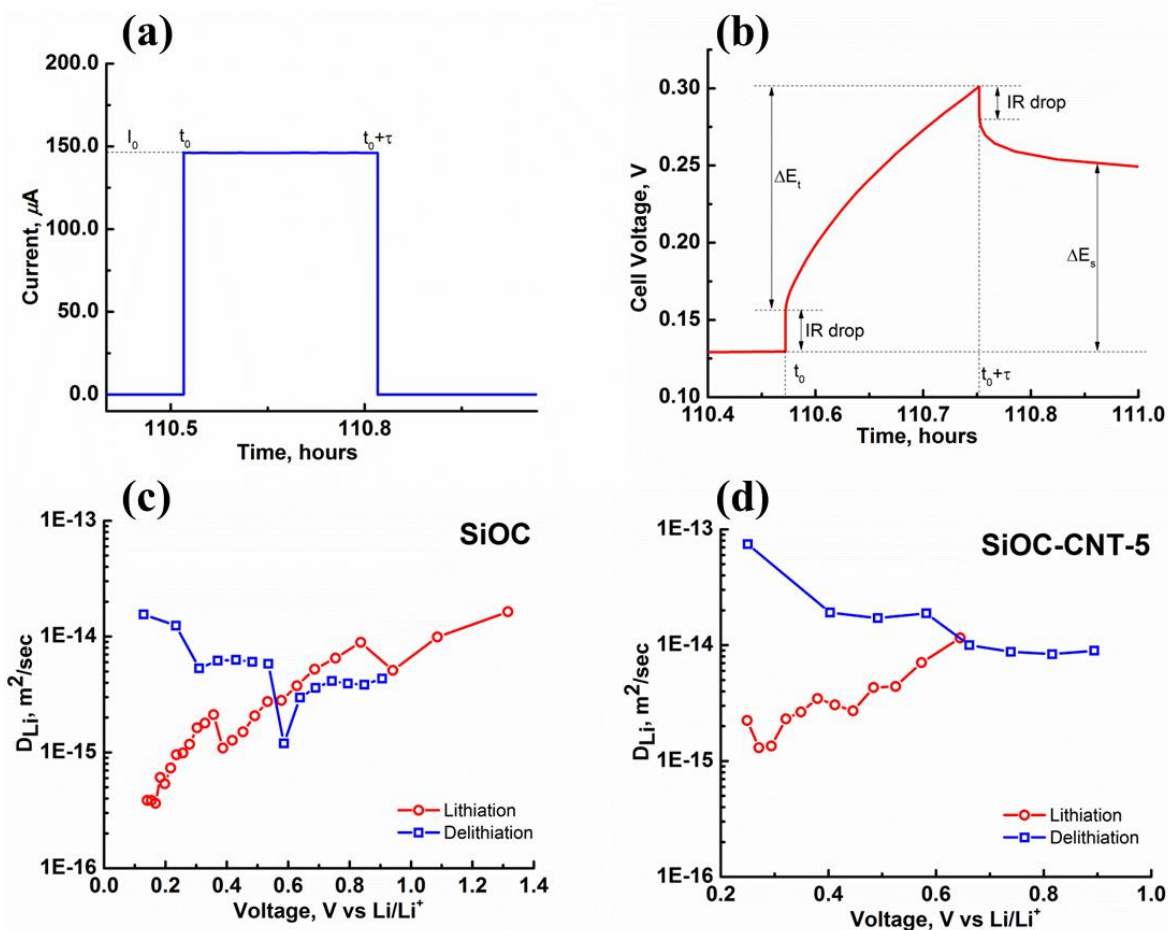 (a)
200.0
150.0
100.0
50.0
0.0
Current, μA
I₀
t₀
t₀+τ
110.5
110.8
Time, hours
(b)
0.30
0.25
0.20
0.15
0.10
Cell Voltage, V
IR drop
ΔEₜ
ΔEₛ
IR drop
t₀
t₀+τ
110.4
110.6
110.7
110.8
111.0
Time, hours
(c)
SiOC
1E-13
1E-14
1E-15
1E-16
D_Li, m²/sec
Lithiation
Delithiation
0.0
0.2
0.4
0.6
0.8
1.0
1.2
1.4
Voltage, V vs Li/Li⁺
(d)
SiOC-CNT-5
1E-13
1E-14
1E-15
1E-16
D_Li, m²/sec
Lithiation
Delithiation
0.2
0.4
0.6
0.8
1.0
Voltage, V vs Li/Li⁺